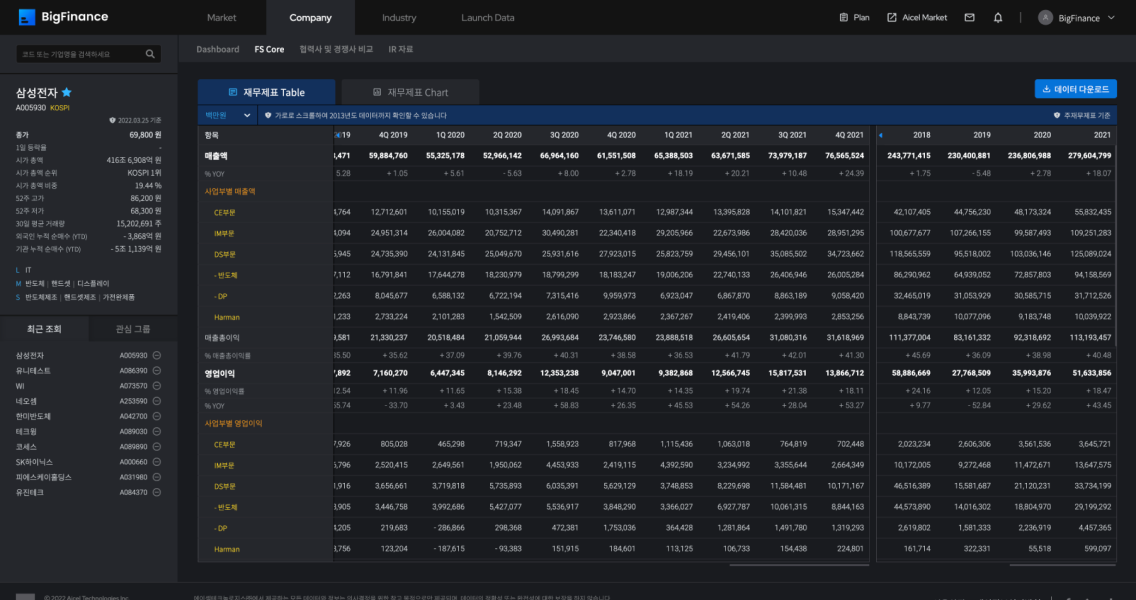 BigFinance
Market Company Industry Launch Data
Plan Aicel Market BigFinance
코드 또는 기업명을 검색하세요
Dashboard FS Core 협력사 및 경쟁사 비교 IR 자료
삼성전자
A005930 KOSPI
2022.03.25 기준
종가 69,800 원
1일 등락율 -
시가 총액 416조 6,908억 원
시가 총액 순위 KOSPI 1위
시가 총액 비중 19.44 %
52주 고가 86,200 원
52주 저가 68,300 원
30일 평균 거래량 15,202,691 주
외국인 누적 순매수 (YTD) - 3,868억 원
기관 누적 순매수 (YTD) - 5조 1,139억 원
L IT
M 반도체 | 핸드셋 | 디스플레이
S 반도체제조 | 핸드셋제조 | 가전완제품
최근 조회 관심 그룹
삼성전자 A005930
유니테스트 A086390
WI A073570
네오셈 A253590
한미반도체 A042700
테크윙 A089030
코세스 A089890
SK하이닉스 A000660
피에스케이홀딩스 A031980
유진테크 A084370
재무제표 Table 재무제표 Chart 데이터 다운로드
백만원 가로로 스크롤하여 2013년도 데이터까지 확인할 수 있습니다 주재무제표 기준
항목 19 4Q 2019 1Q 2020 2Q 2020 3Q 2020 4Q 2020 1Q 2021 2Q 2021 3Q 2021 4Q 2021 2018 2019 2020 2021
매출액 ,471 59,884,760 55,325,178 52,966,142 66,964,160 61,551,508 65,388,503 63,671,585 73,979,187 76,565,524 243,771,415 230,400,881 236,806,988 279,604,799
% YOY 5.28 + 1.05 + 5.61 - 5.63 + 8.00 + 2.78 + 18.19 + 20.21 + 10.48 + 24.39 + 1.75 - 5.48 + 2.78 + 18.07
사업부별 매출액
CE부문 ,764 12,712,601 10,155,019 10,315,367 14,091,867 13,611,071 12,987,344 13,395,828 14,101,821 15,347,442 42,107,405 44,756,230 48,173,324 55,832,435
IM부문 ,094 24,951,314 26,004,082 20,752,712 30,490,281 22,340,418 29,205,966 22,673,986 28,420,036 28,951,295 100,677,677 107,266,155 99,587,493 109,251,283
DS부문 ,945 24,735,390 24,131,845 25,049,670 25,931,616 27,923,015 25,823,759 29,456,101 35,085,502 34,723,662 118,565,559 95,518,002 103,036,146 125,089,024
- 반도체 ,112 16,791,841 17,644,278 18,230,979 18,799,299 18,183,247 19,006,206 22,740,133 26,406,946 26,005,284 86,290,962 64,939,052 72,857,803 94,158,569
- DP ,263 8,045,677 6,588,132 6,722,194 7,315,416 9,959,973 6,923,047 6,867,870 8,863,189 9,058,420 32,465,019 31,053,929 30,585,715 31,712,526
Harman ,233 2,733,224 2,101,283 1,542,509 2,616,090 2,923,866 2,367,267 2,419,406 2,399,993 2,853,256 8,843,739 10,077,096 9,183,748 10,039,922
매출총이익 ,581 21,330,237 20,518,484 21,059,944 26,993,684 23,746,580 23,888,518 26,605,654 31,080,316 31,618,969 111,377,004 83,161,332 92,318,692 113,193,457
% 매출총이익률 35.50 + 35.62 + 37.09 + 39.76 + 40.31 + 38.58 + 36.53 + 41.79 + 42.01 + 41.30 + 45.69 + 36.09 + 38.98 + 40.48
영업이익 ,892 7,160,270 6,447,345 8,146,292 12,353,238 9,047,001 9,382,868 12,566,745 15,817,531 13,866,712 58,886,669 27,768,509 35,993,876 51,633,856
% 영업이익률 12.54 + 11.96 + 11.65 + 15.38 + 18.45 + 14.70 + 14.35 + 19.74 + 21.38 + 18.11 + 24.16 + 12.05 + 15.20 + 18.47
% YOY 55.74 - 33.70 + 3.43 + 23.48 + 58.83 + 26.35 + 45.53 + 54.26 + 28.04 + 53.27 + 9.77 - 52.84 + 29.62 + 43.45
사업부별 영업이익
CE부문 ,926 805,028 465,298 719,347 1,558,923 817,968 1,115,436 1,063,018 764,819 702,448 2,023,234 2,606,306 3,561,536 3,645,721
IM부문 ,796 2,520,415 2,649,561 1,950,062 4,453,933 2,419,115 4,392,590 3,234,992 3,355,644 2,664,349 10,172,005 9,272,468 11,472,671 13,647,575
DS부문 ,916 3,656,661 3,719,818 5,735,893 6,035,391 5,629,129 3,748,853 8,229,698 11,584,481 10,171,167 46,516,389 15,581,687 21,120,231 33,734,199
- 반도체 ,905 3,446,758 3,992,686 5,427,077 5,536,917 3,848,290 3,366,027 6,927,787 10,061,315 8,844,163 44,573,890 14,016,302 18,804,970 29,199,292
- DP ,205 219,683 - 286,866 298,368 472,381 1,753,036 364,428 1,281,864 1,491,780 1,319,293 2,619,802 1,581,333 2,236,919 4,457,365
Harman ,756 123,204 - 187,615 - 93,383 151,915 184,601 113,125 106,733 154,438 224,801 161,714 322,331 55,518 599,097
© 2022 Aicel Technologies Inc.